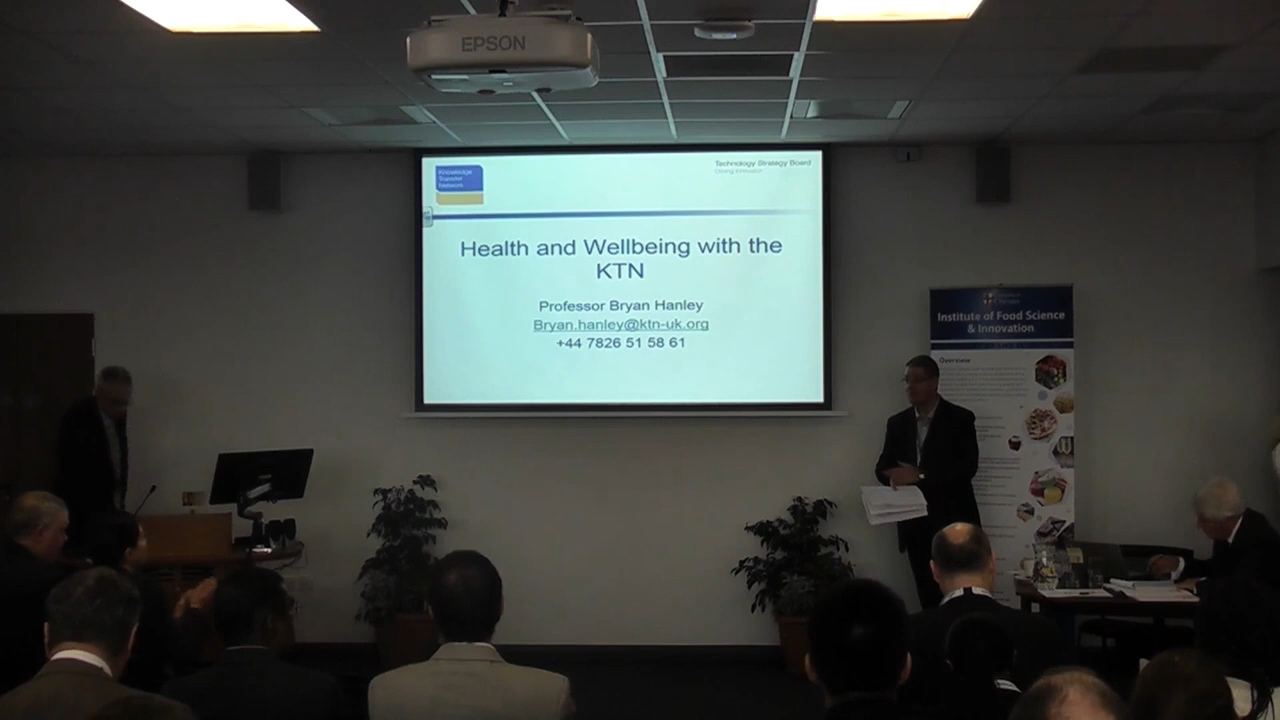 EPSON
Knowledge
Transfer
Network
Technology Strategy Board
Driving Innovation
Health and Wellbeing with the
KTN
Professor Bryan Hanley
Bryan.hanley@ktn-uk.org
+44 7826 51 58 61
Institute of Food Science
& Innovation
Overview